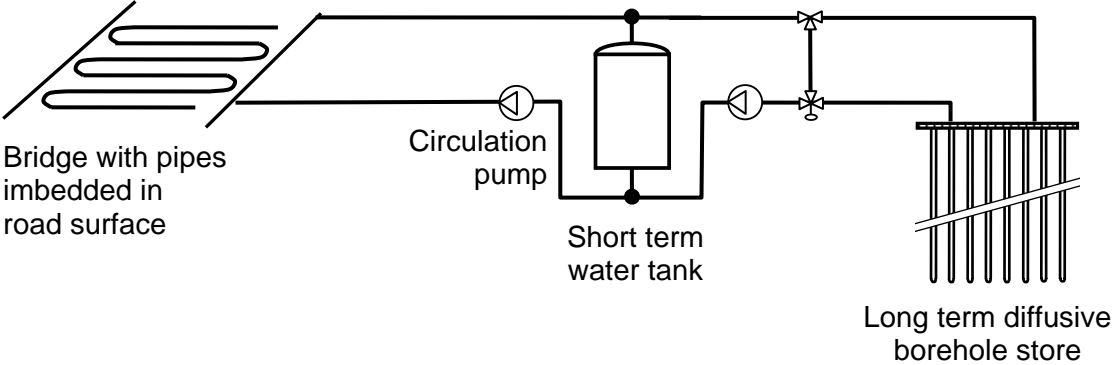 Bridge with pipes
imbedded in
road surface
Circulation
pump
Short term
water tank
Long term diffusive
borehole store